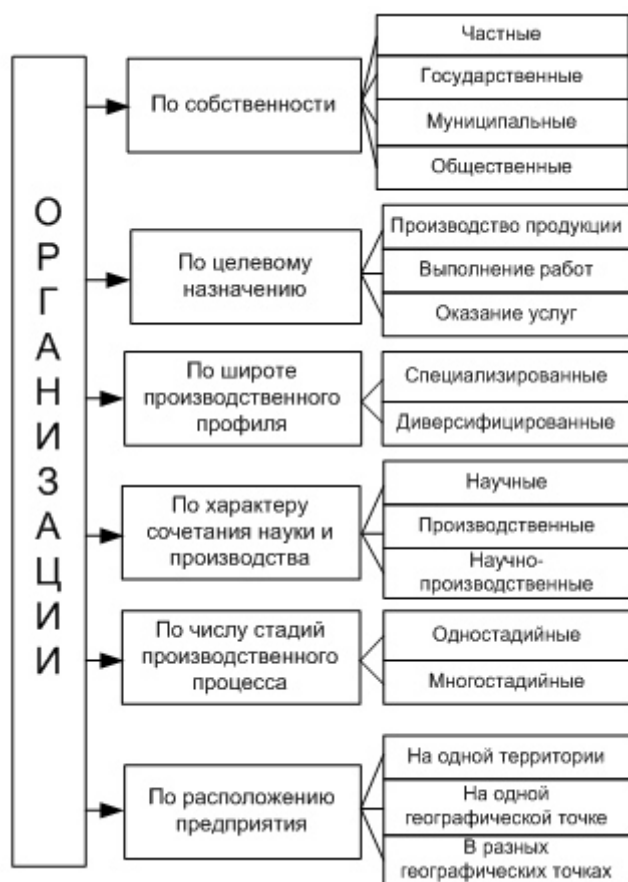 ОРГАНИЗАЦИИ
По собственности
Частные
Государственные
Муниципальные
Общественные
По целевому
назначению
Производство продукции
Выполнение работ
Оказание услуг
По широте
производственного
профиля
Специализированные
Диверсифицированные
По характеру
сочетания науки и
производства
Научные
Производственные
Научно-
производственные
По числу стадий
производственного
процесса
Одностадийные
Многостадийные
По расположению
предприятия
На одной территории
На одной
географической точке
В разных
географических точках